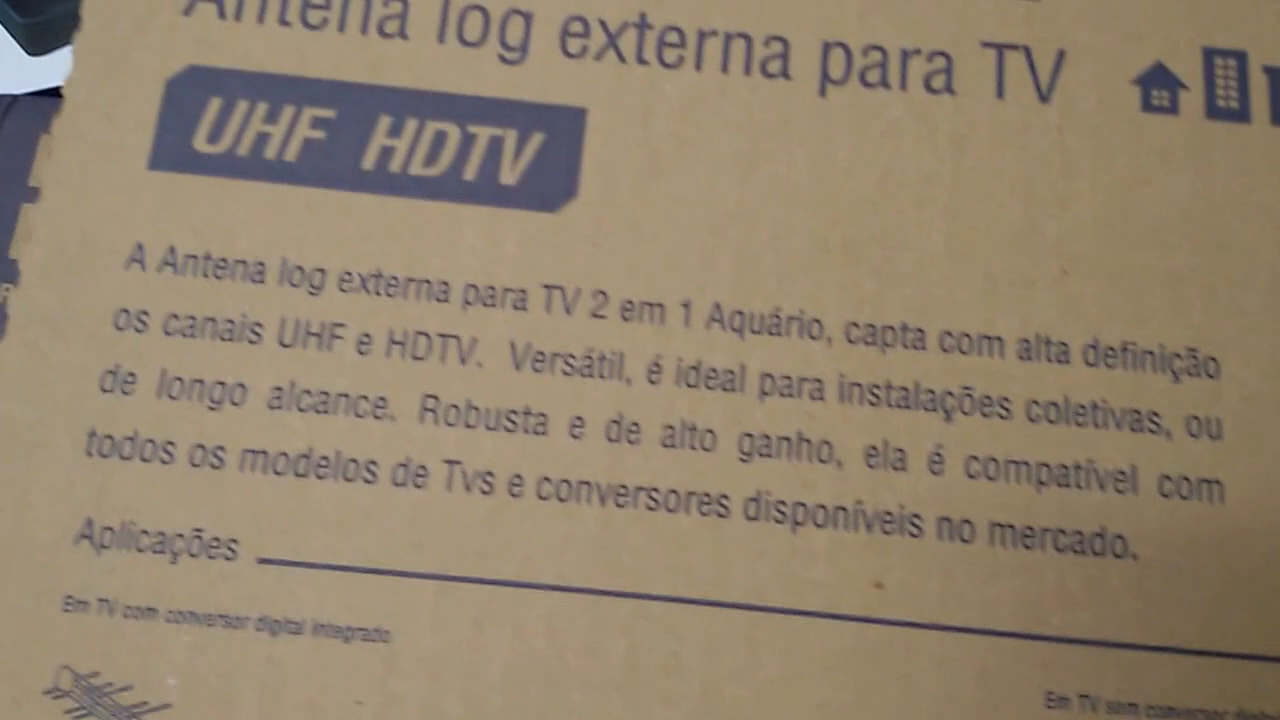 Antena log externa para TV
UHF HDTV
A Antena log externa para TV 2 em 1 Aquário, capta com alta definição
os canais UHF e HDTV. Versátil, é ideal para instalações coletivas, ou
de longo alcance. Robusta e de alto ganho, ela é compatível com
todos os modelos de Tvs e conversores disponíveis no mercado.
Aplicações
Em TV com conversor digital integrado
Em TV sem conversor